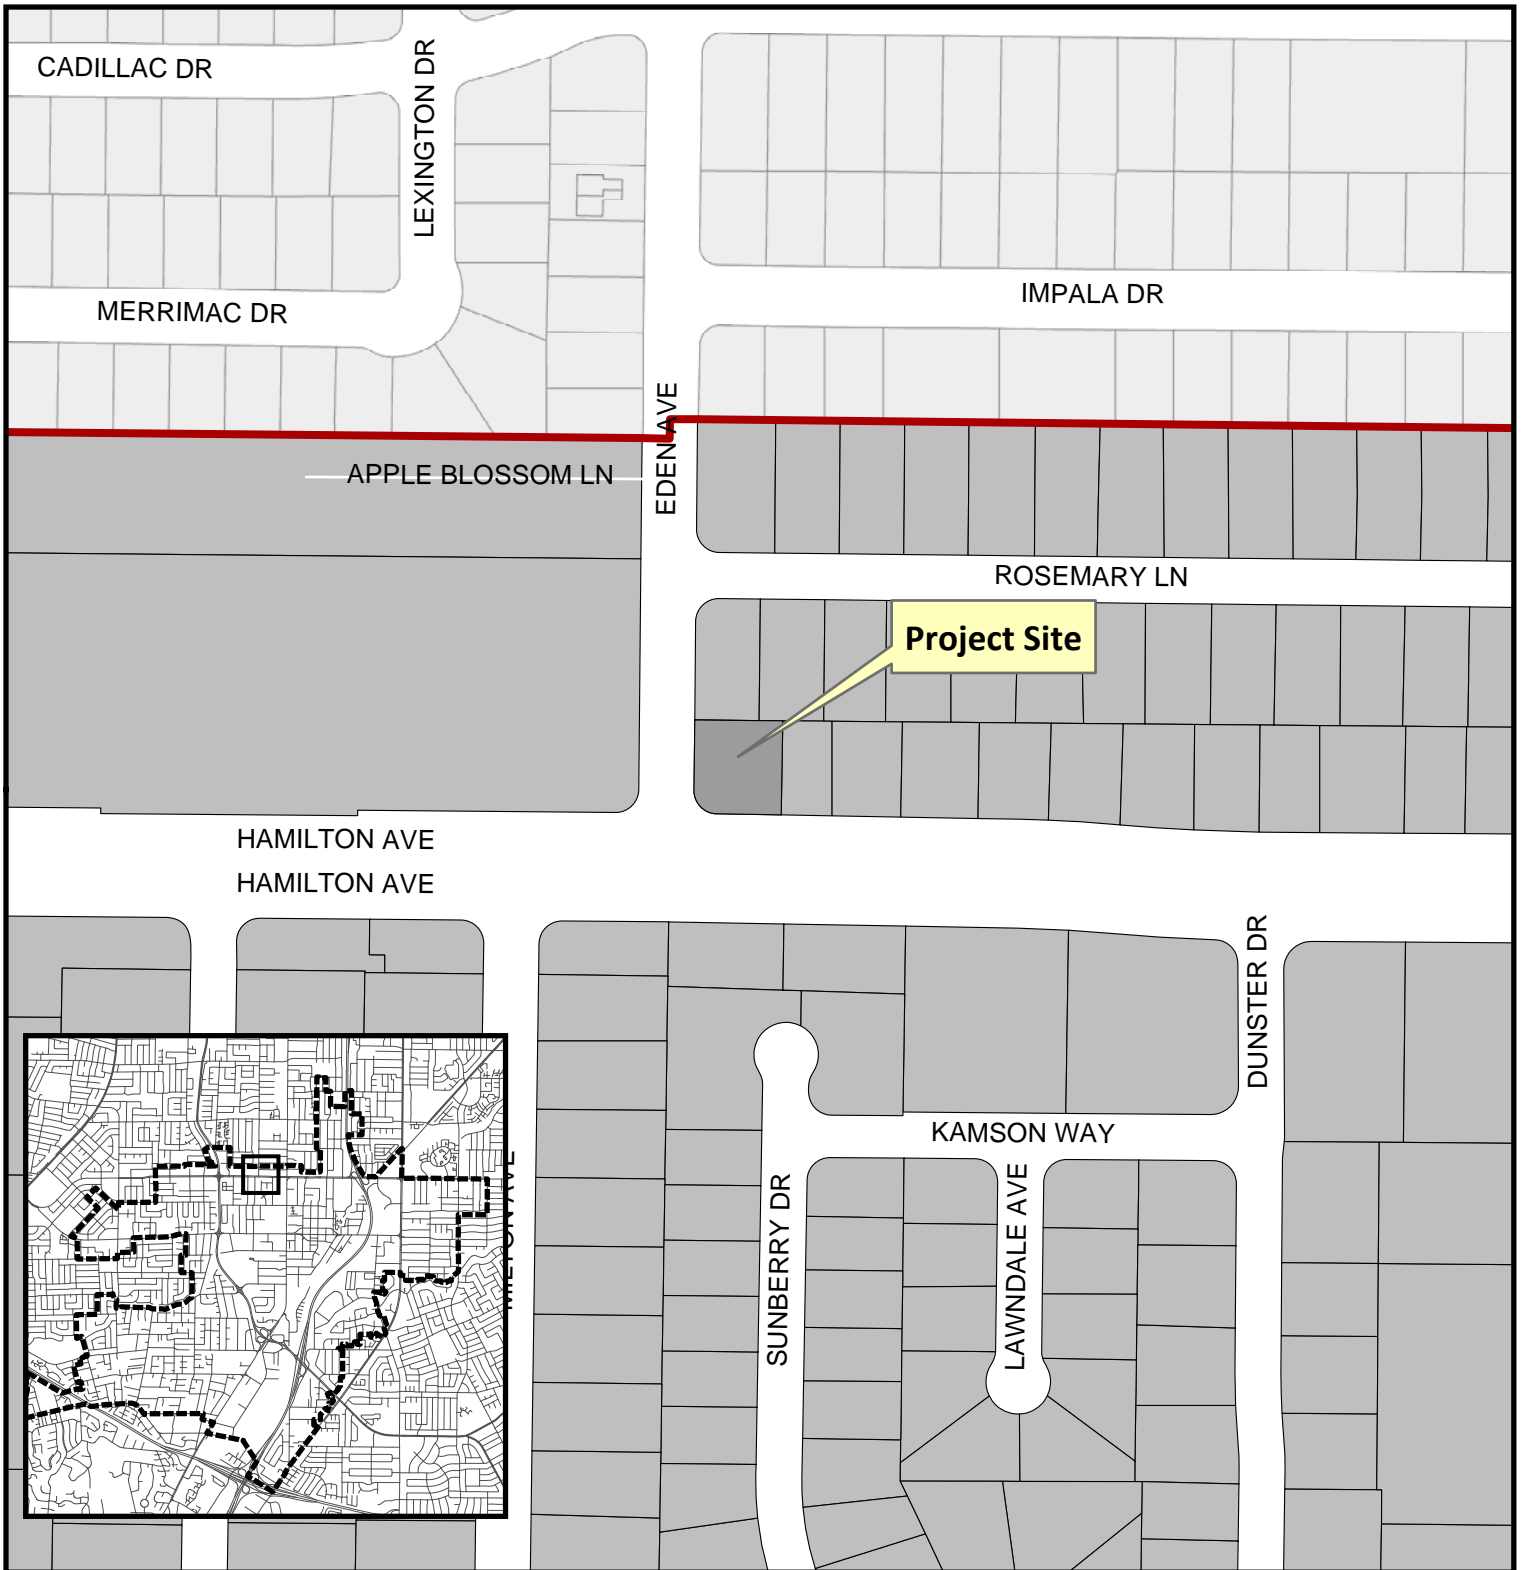 CADILLAC DR
LEXINGTON DR
MERRIMAC DR
IMPALA DR
EDEN AVE
APPLE BLOSSOM LN
ROSEMARY LN
Project Site
HAMILTON AVE
HAMILTON AVE
DUNSTER DR
KAMSON WAY
SUNBERRY DR
LAWNDALE AVE